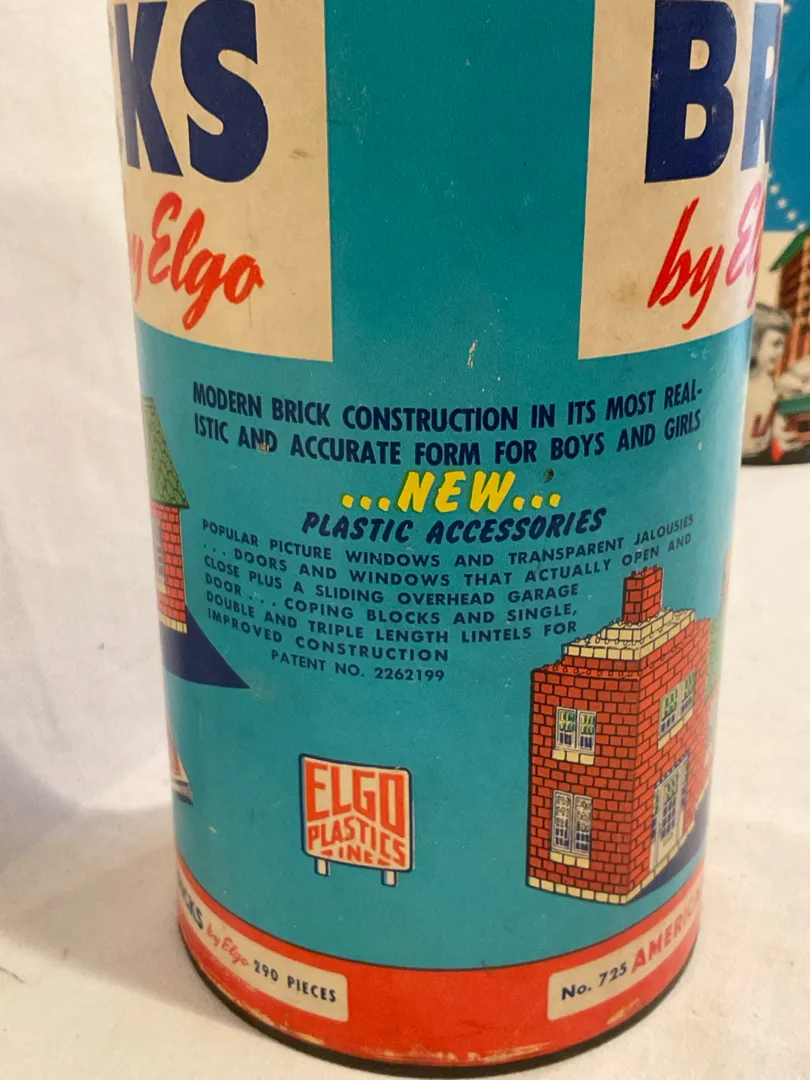 KS
BR
by Elgo
by El
MODERN BRICK CONSTRUCTION IN ITS MOST REAL-
ISTIC AND ACCURATE FORM FOR BOYS AND GIRLS
...NEW...
PLASTIC ACCESSORIES
POPULAR PICTURE WINDOWS AND TRANSPARENT JALOUSIES
. . . DOORS AND WINDOWS THAT ACTUALLY OPEN AND
CLOSE PLUS A SLIDING OVERHEAD GARAGE
DOOR . . . COPING BLOCKS AND SINGLE,
DOUBLE AND TRIPLE LENGTH LINTELS FOR
IMPROVED CONSTRUCTION
PATENT NO. 2262199
ELGO
PLASTICS
INC
CKS by Elgo 290 PIECES
No. 725 AMERICA